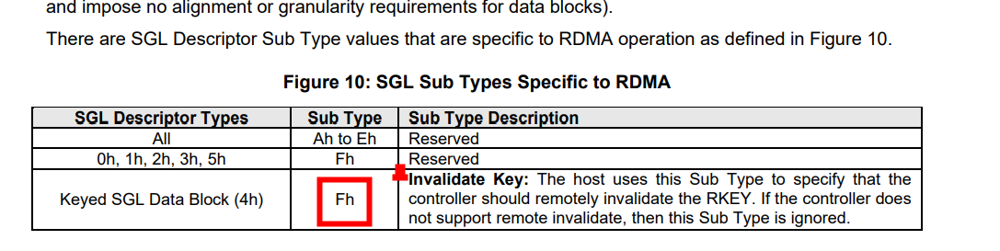 and impose no alignment or granularity requirements for data blocks).
There are SGL Descriptor Sub Type values that are specific to RDMA operation as defined in Figure 10.
Figure 10: SGL Sub Types Specific to RDMA
SGL Descriptor Types Sub Type Sub Type Description
All Ah to Eh Reserved
0h, 1h, 2h, 3h, 5h Fh Reserved
Keyed SGL Data Block (4h) Fh Invalidate Key: The host uses this Sub Type to specify that the
controller should remotely invalidate the RKEY. If the controller does
not support remote invalidate, then this Sub Type is ignored.